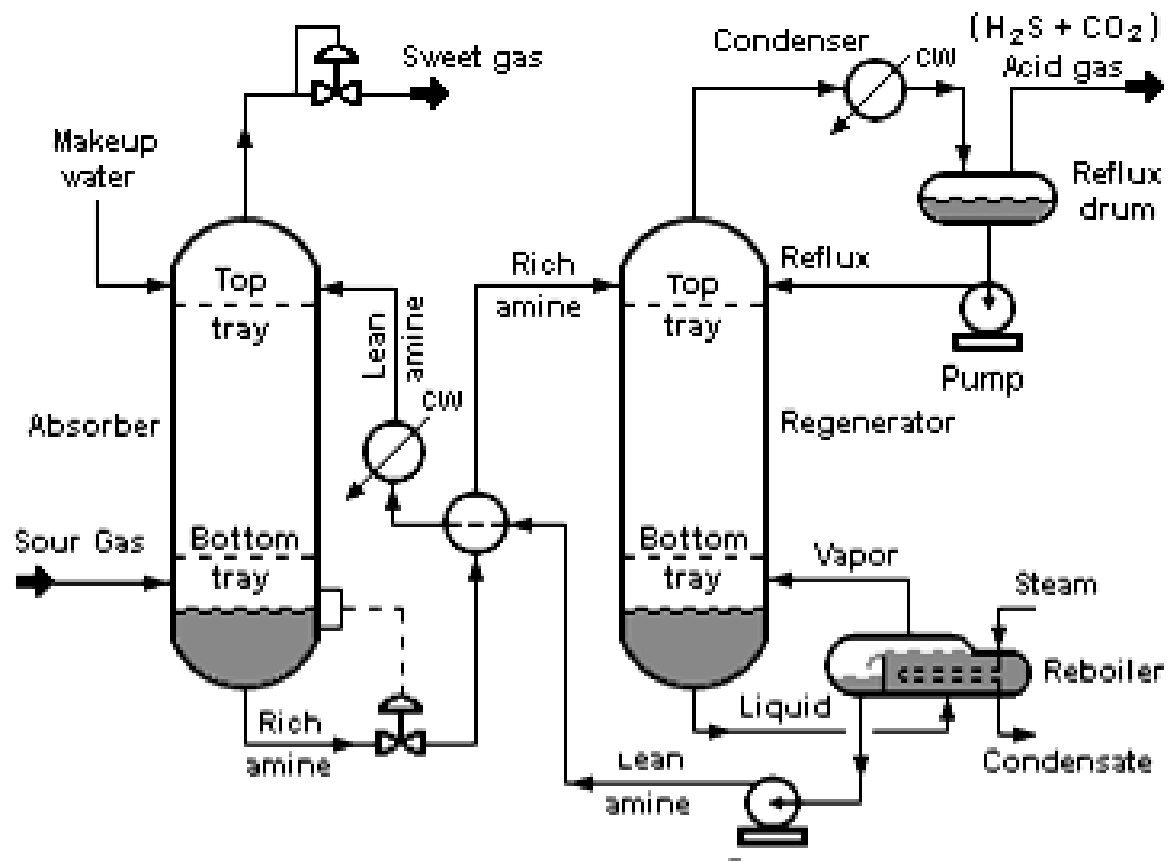 (H₂S + CO₂)
Condenser
CW
Acid gas
Sweet gas
Makeup
water
Reflux
drum
Rich
amine
Reflux
Top
tray
Top
tray
Lean
amine
Pump
CW
Absorber
Regenerator
Sour Gas
Bottom
tray
Bottom
tray
Vapor
Steam
Reboiler
Liquid
Rich
amine
Condensate
Lean
amine